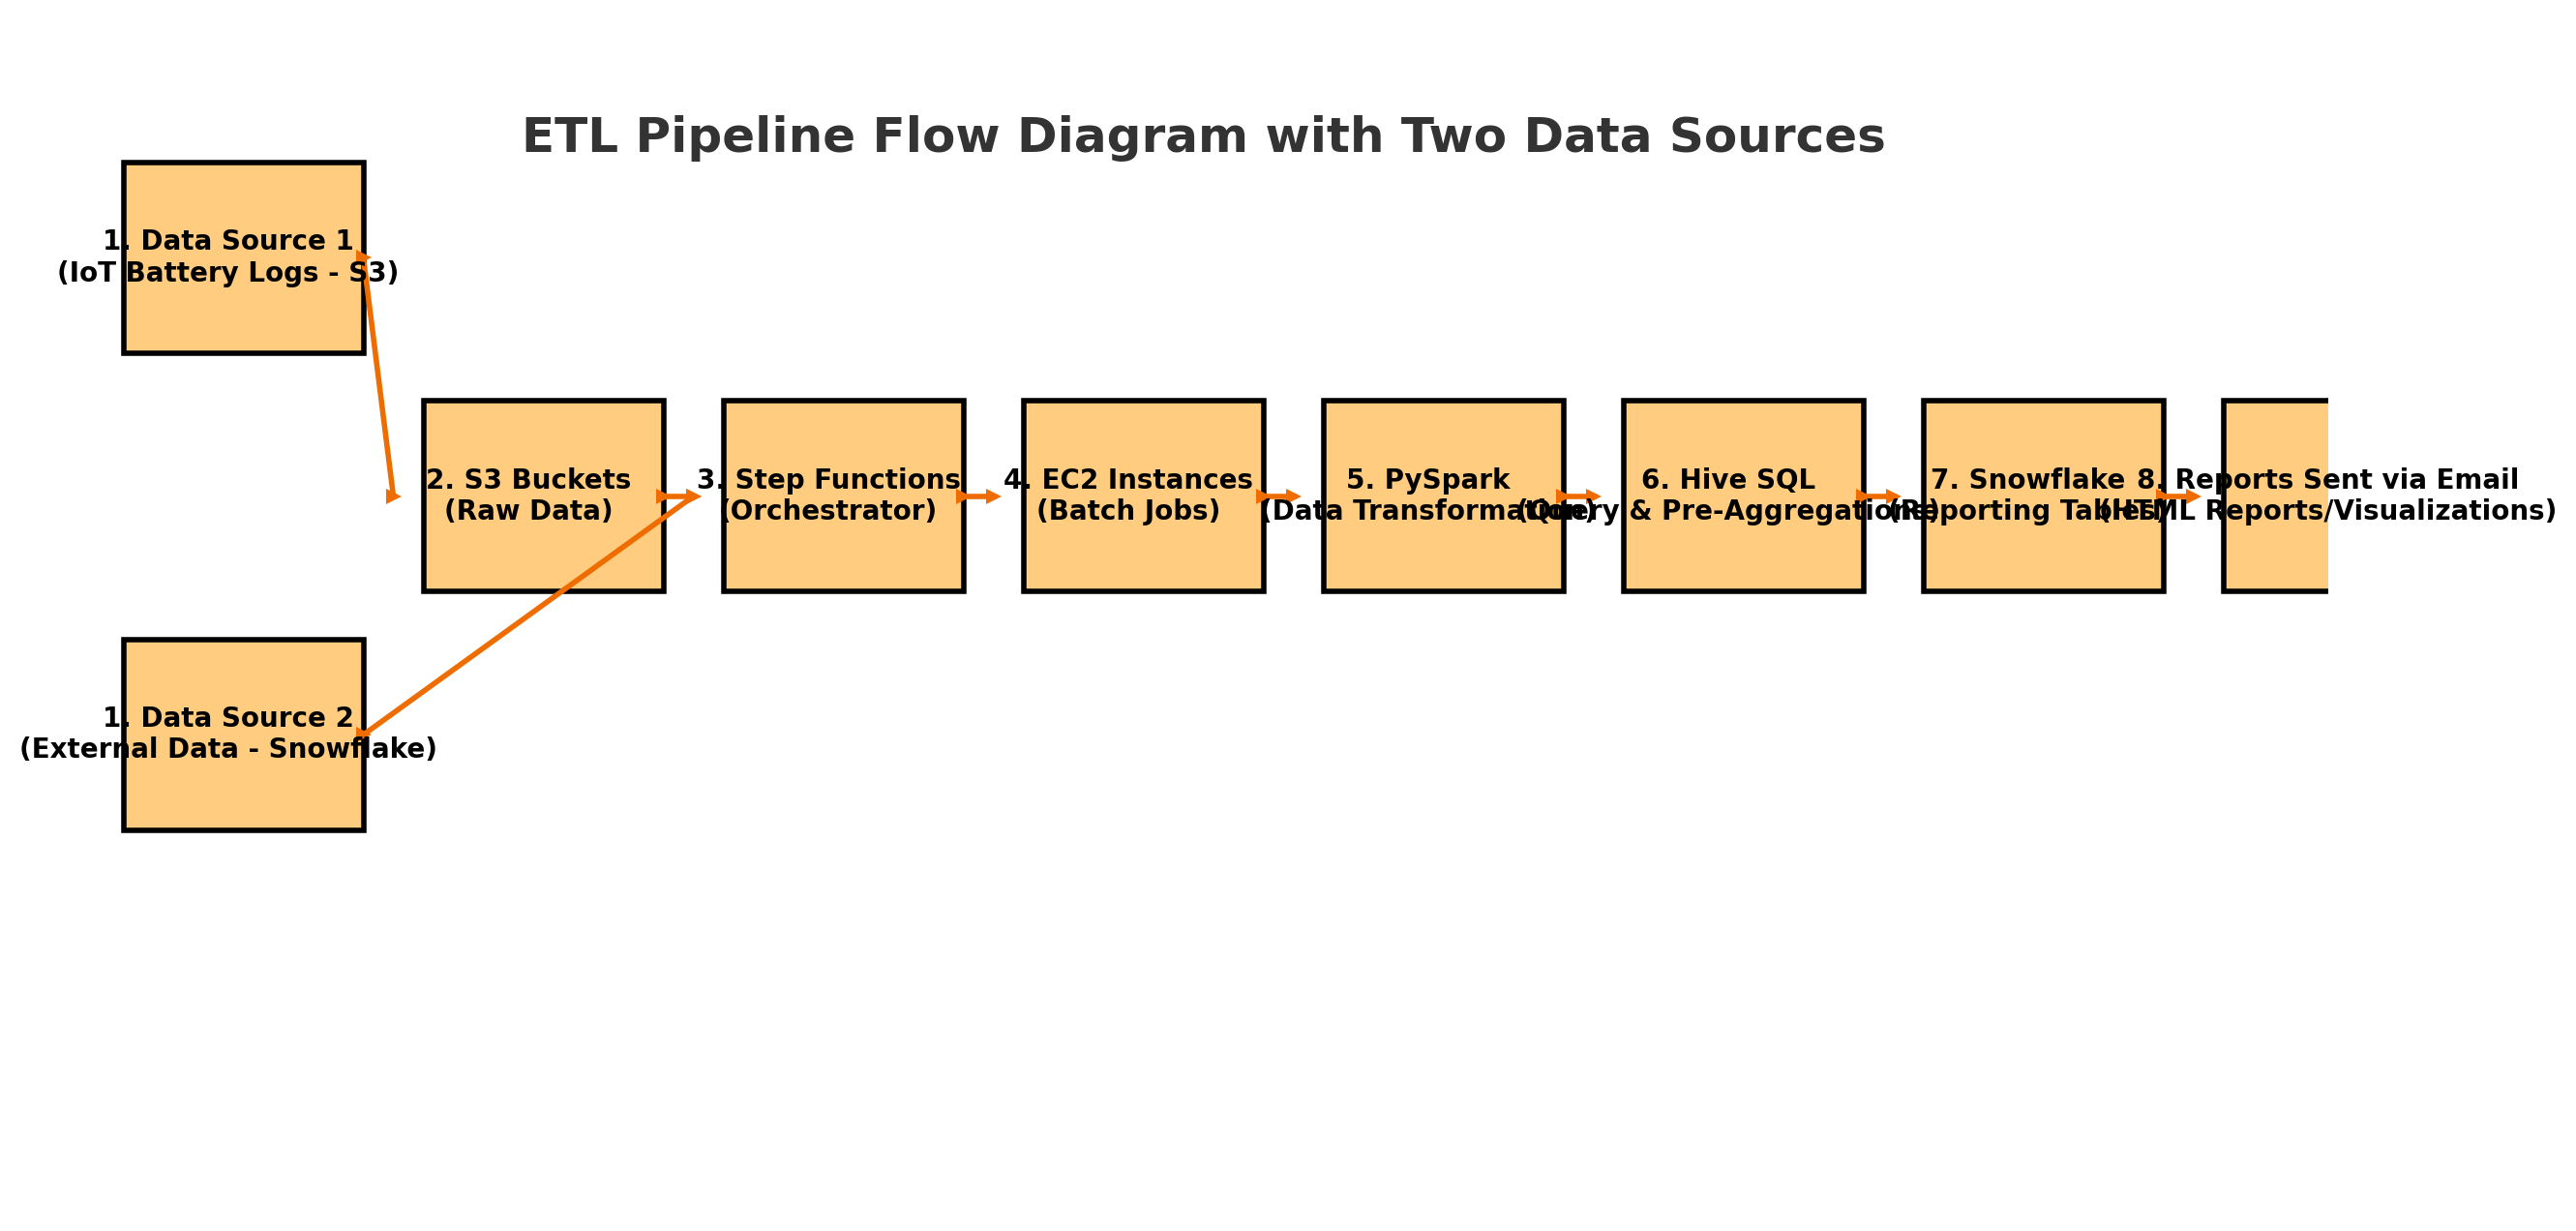 ETL Pipeline Flow Diagram with Two Data Sources
1. Data Source 1
(IoT Battery Logs - S3)
2. S3 Buckets
(Raw Data)
3. Step Functions
(Orchestrator)
4. EC2 Instances
(Batch Jobs)
5. PySpark
(Data Transformation)
6. Hive SQL
(Query & Pre-Aggregations)
7. Snowflake
(Reporting Tables)
8. Reports Sent via Email
(HTML Reports/Visualizations)
1. Data Source 2
(External Data - Snowflake)